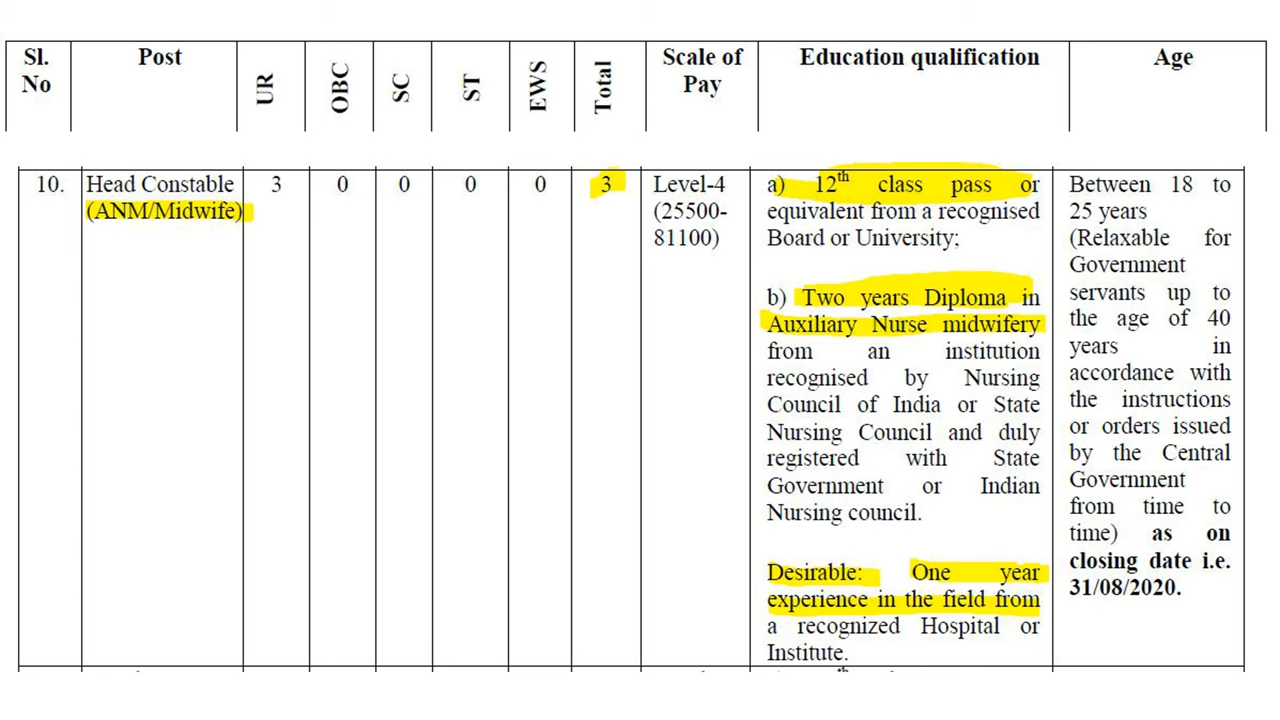 Sl. No
Post
UR
OBC
SC
ST
EWS
Total
Scale of
Pay
Education qualification
Age
10.
Head Constable
(ANM/Midwife)
3
0
0
0
0
3
Level-4
(25500-
81100)
a) 12th class pass or
equivalent from a recognised
Board or University;
b) Two years Diploma in
Auxiliary Nurse midwifery
from an institution
recognised by Nursing
Council of India or State
Nursing Council and duly
registered with State
Government or Indian
Nursing council.
Desirable: One year
experience in the field from
a recognized Hospital or
Institute.
Between 18 to
25 years
(Relaxable for
Government
servants up to
the age of 40
years in
accordance with
the instructions
or orders issued
by the Central
Government
from time to
time) as on
closing date i.e.
31/08/2020.